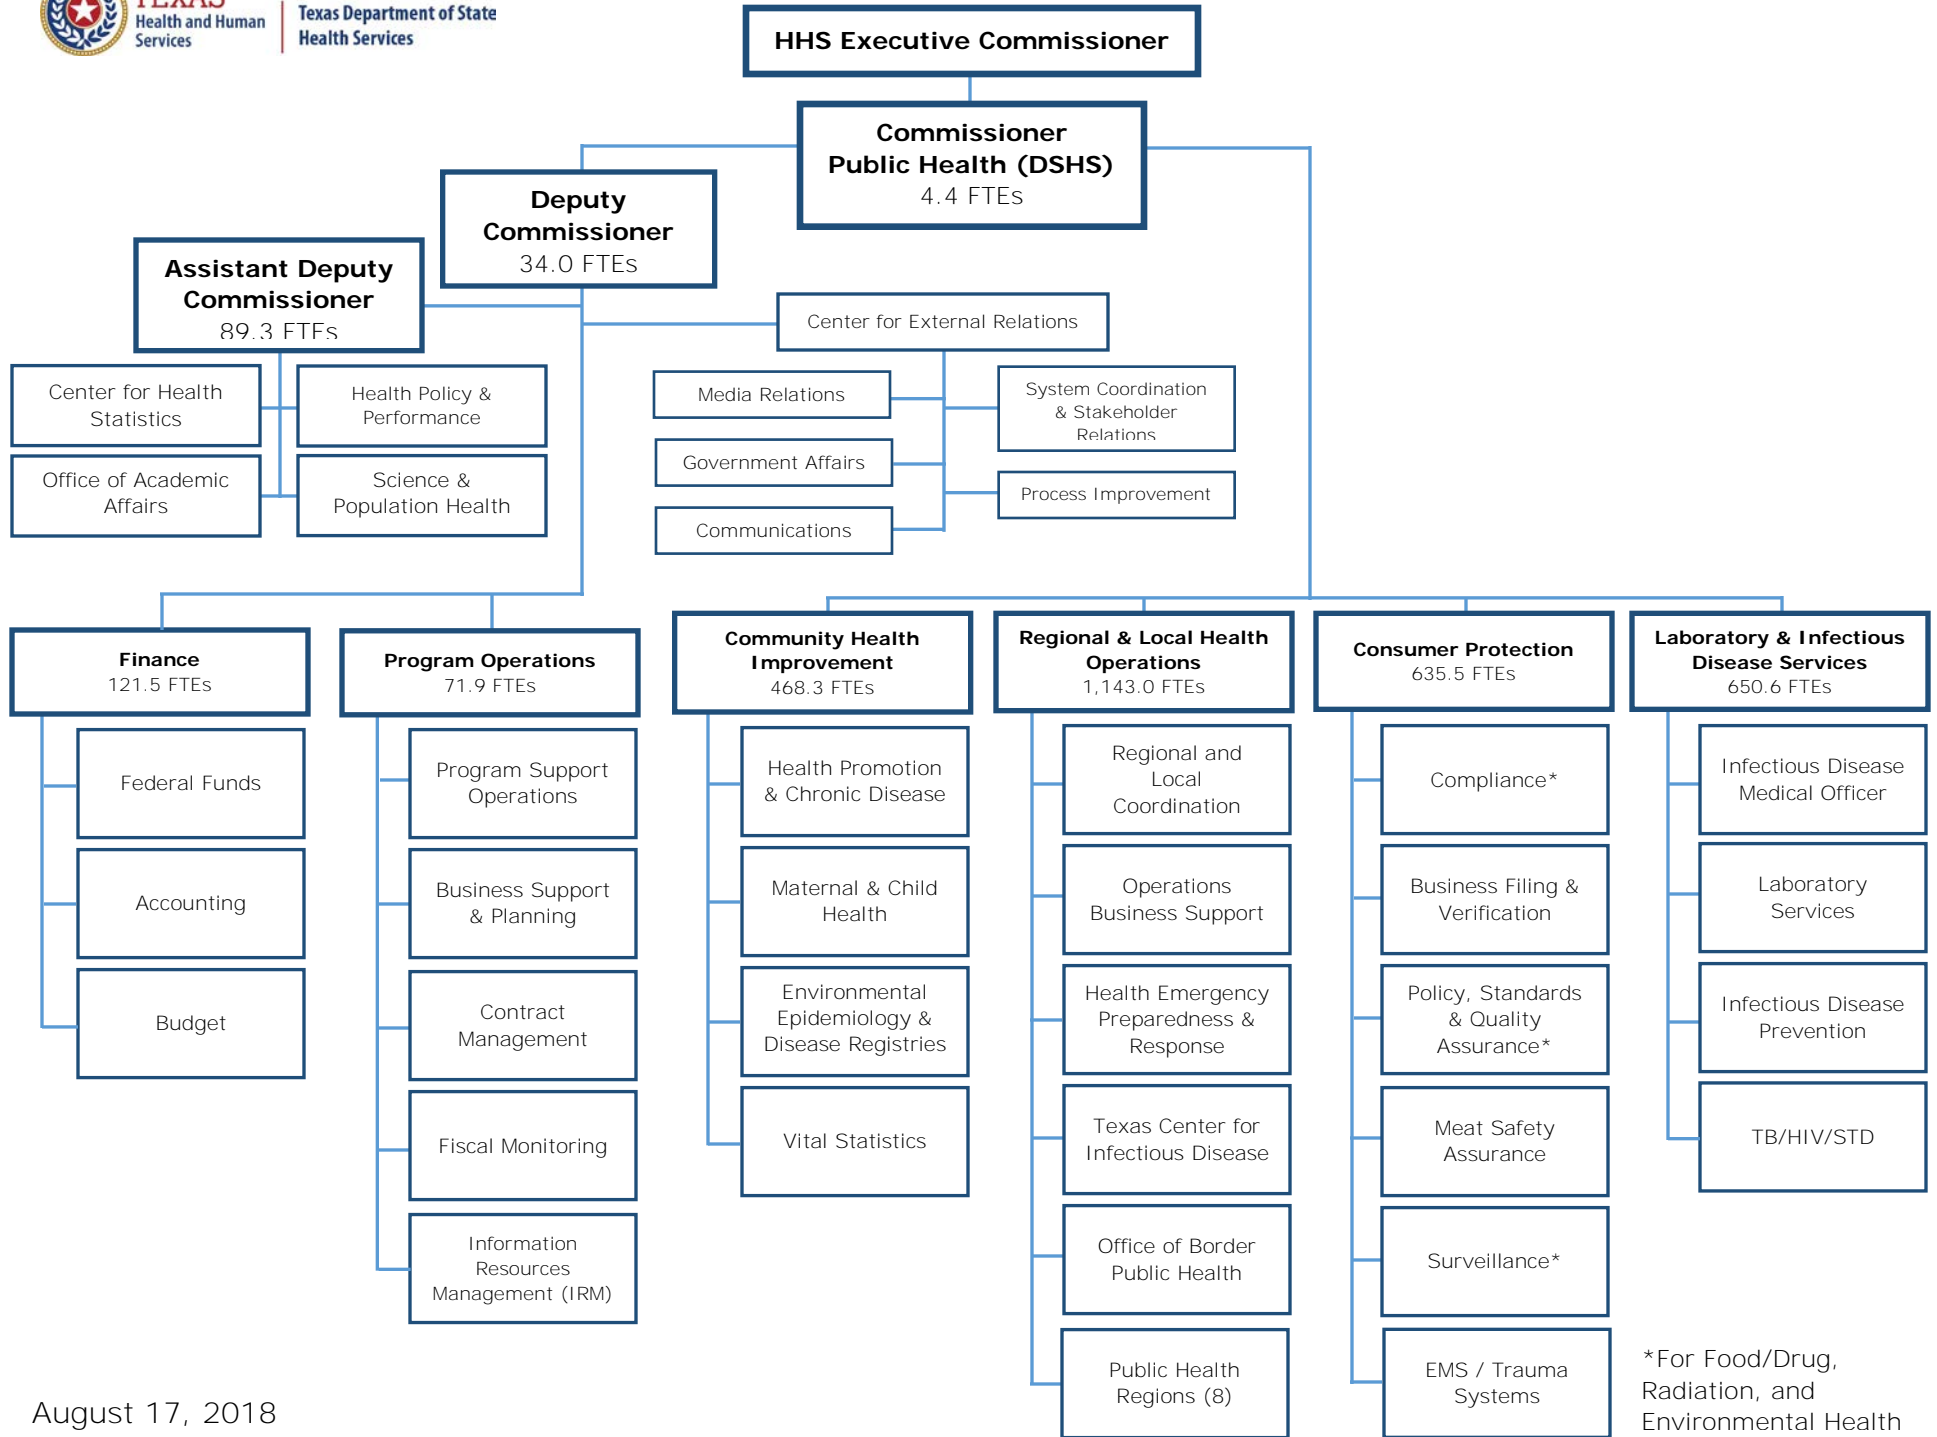 TEXAS
Health and Human
Services
Texas Department of State
Health Services
HHS Executive Commissioner
Commissioner
Public Health (DSHS)
4.4 FTEs
Deputy
Commissioner
34.0 FTEs
Assistant Deputy
Commissioner
89.3 FTEs
Center for External Relations
Center for Health
Statistics
Health Policy &
Performance
Office of Academic
Affairs
Science &
Population Health
Media Relations
System Coordination
& Stakeholder
Relations
Government Affairs
Process Improvement
Communications
Finance
121.5 FTEs
Federal Funds
Accounting
Budget
Program Operations
71.9 FTEs
Program Support
Operations
Business Support
& Planning
Contract
Management
Fiscal Monitoring
Information
Resources
Management (IRM)
Community Health
Improvement
468.3 FTEs
Health Promotion
& Chronic Disease
Maternal & Child
Health
Environmental
Epidemiology &
Disease Registries
Vital Statistics
Regional & Local Health
Operations
1,143.0 FTEs
Regional and
Local
Coordination
Operations
Business Support
Health Emergency
Preparedness &
Response
Texas Center for
Infectious Disease
Office of Border
Public Health
Public Health
Regions (8)
Consumer Protection
635.5 FTEs
Compliance*
Business Filing &
Verification
Policy, Standards
& Quality
Assurance*
Meat Safety
Assurance
Surveillance*
EMS / Trauma
Systems
Laboratory & Infectious
Disease Services
650.6 FTEs
Infectious Disease
Medical Officer
Laboratory
Services
Infectious Disease
Prevention
TB/HIV/STD
*For Food/Drug,
Radiation, and
Environmental Health
August 17, 2018